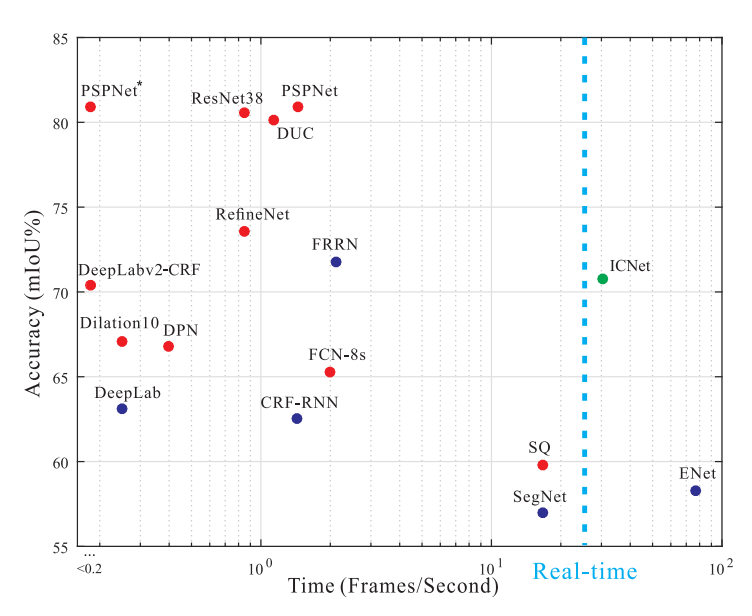 85
PSPNet*
ResNet38
PSPNet
80
DUC
75
RefineNet
FRRN
DeepLabv2-CRF
ICNet
70
Dilation10
DPN
FCN-8s
65
DeepLab
CRF-RNN
SQ
60
ENet
SegNet
55
...
<0.2
10^0
10^1
10^2
Real-time
Time (Frames/Second)
Accuracy (mIoU%)